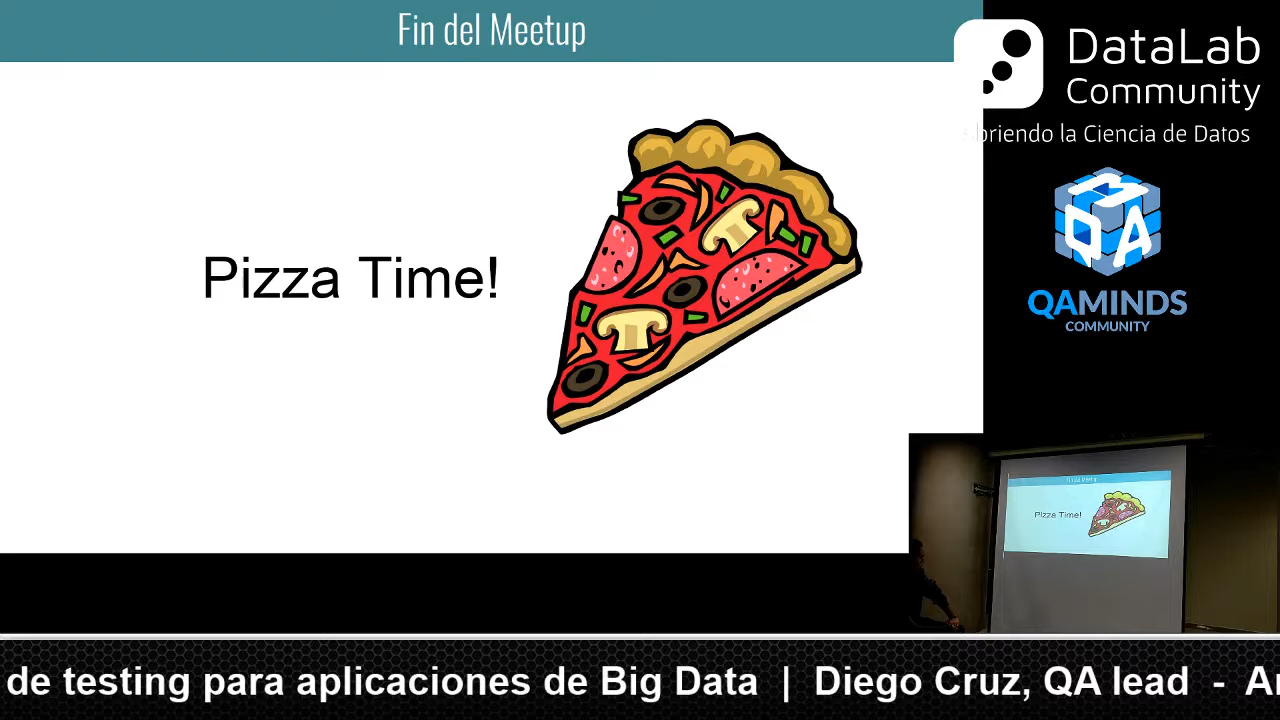 Fin del Meetup
DataLab
Community
briendo la Ciencia de Datos
Pizza Time!
QA
QAMINDS
COMMUNITY
Pizza Time!
de testing para aplicaciones de Big Data | Diego Cruz, QA lead -